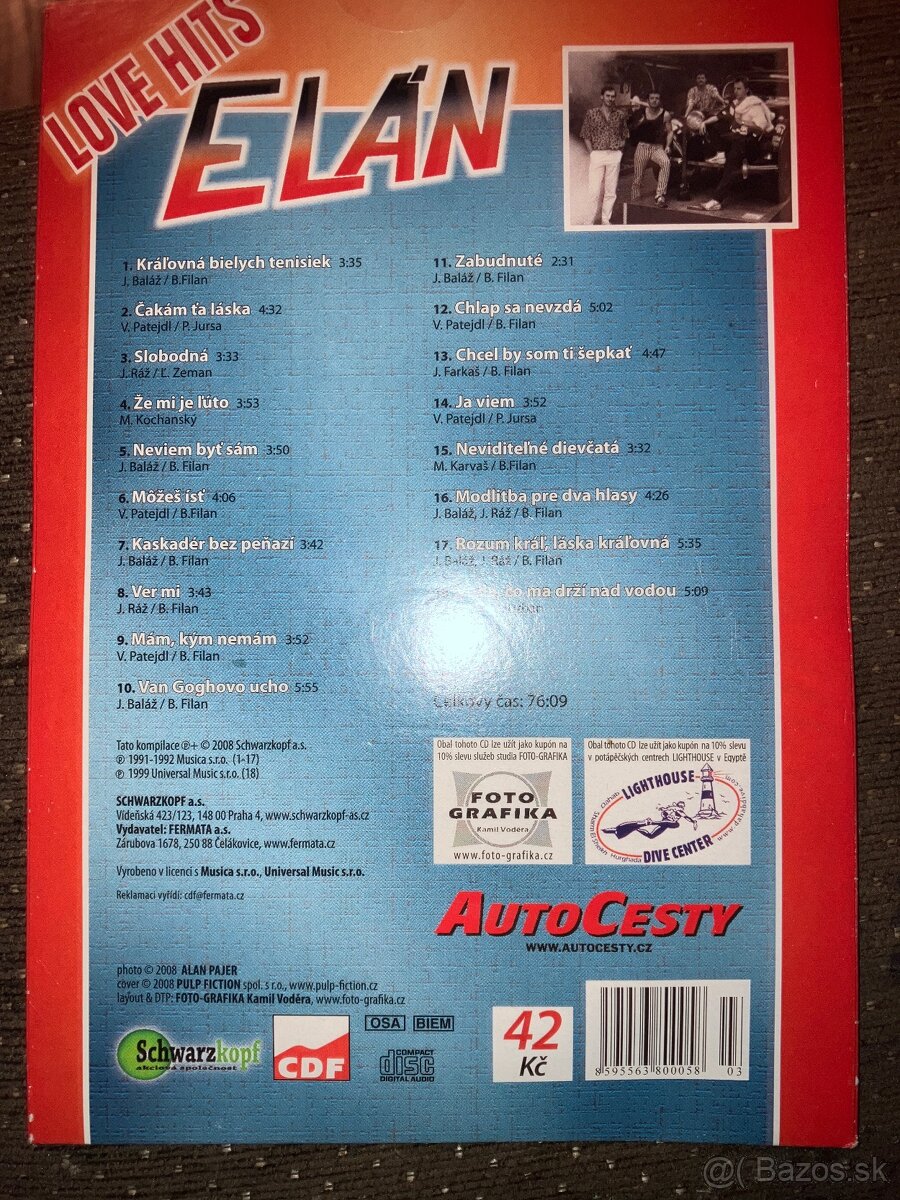 LOVE HITS
ELÁN
1. Kráľovná bielych tenisiek 3:35
J. Baláž / B.Filan
2. Čakám ťa láska 4:32
V. Patejdl / P. Jursa
3. Slobodná 3:33
J. Ráž / Ľ. Zeman
4. Že mi je ľúto 3:53
M. Kochanský
5. Neviem byť sám 3:50
J. Baláž / B. Filan
6. Môžeš ísť 4:06
V. Patejdl / B.Filan
7. Kaskadér bez peňazí 3:42
J. Baláž / B. Filan
8. Ver mi 3:43
J. Ráž / B. Filan
9. Mám, kým nemám 3:52
V. Patejdl / B. Filan
10. Van Goghovo ucho 5:55
J. Baláž / B. Filan
11. Zabudnuté 2:31
J. Baláž / B. Filan
12. Chlap sa nevzdá 5:02
V. Patejdl / B. Filan
13. Chcel by som ti šepkať 4:47
J. Farkaš / B. Filan
14. Ja viem 3:52
V. Patejdl / P. Jursa
15. Neviditeľné dievčatá 3:32
M. Karvaš / B.Filan
16. Modlitba pre dva hlasy 4:26
J. Baláž, J. Ráž / B. Filan
17. Rozum kráľ, láska kráľovná 5:35
J. Baláž, J. Ráž / B. Filan
čo ma drží nad vodou 5:09
Celkový čas: 76:09
Tato kompilace ℗+ © 2008 Schwarzkopf a.s.
℗ 1991-1992 Musica s.r.o. (1-17)
℗ 1999 Universal Music s.r.o. (18)
SCHWARZKOPF a.s.
Vídeňská 423/123, 148 00 Praha 4, www.schwarzkopf-as.cz
Vydavatel: FERMATA a.s.
Zárubova 1678, 250 88 Čelákovice, www.fermata.cz
Vyrobeno v licenci s Musica s.r.o., Universal Music s.r.o.
Reklamaci vyřídí: cdf@fermata.cz
Obal tohoto CD lze užít jako kupón na
10% slevu služeb studia FOTO-GRAFIKA
FOTO
GRAFIKA
Kamil Voděra
www.foto-grafika.cz
Obal tohoto CD lze užít jako kupón na 10% slevu
v potápěčských centrech LIGHTHOUSE v Egyptě
LIGHTHOUSE
DIVE CENTER
Hurghada
AUTOCESTY
WWW.AUTOCESTY.CZ
photo © 2008 ALAN PAJER
cover © 2008 PULP FICTION spol. s r.o., www.pulp-fiction.cz
layout & DTP: FOTO-GRAFIKA Kamil Voděra, www.foto-grafika.cz
Schwarzkopf
akciová společnost
CDF
OSA BIEM
COMPACT
disc
DIGITAL AUDIO
42
Kč
8 595563 800058
03
@( Bazos.sk